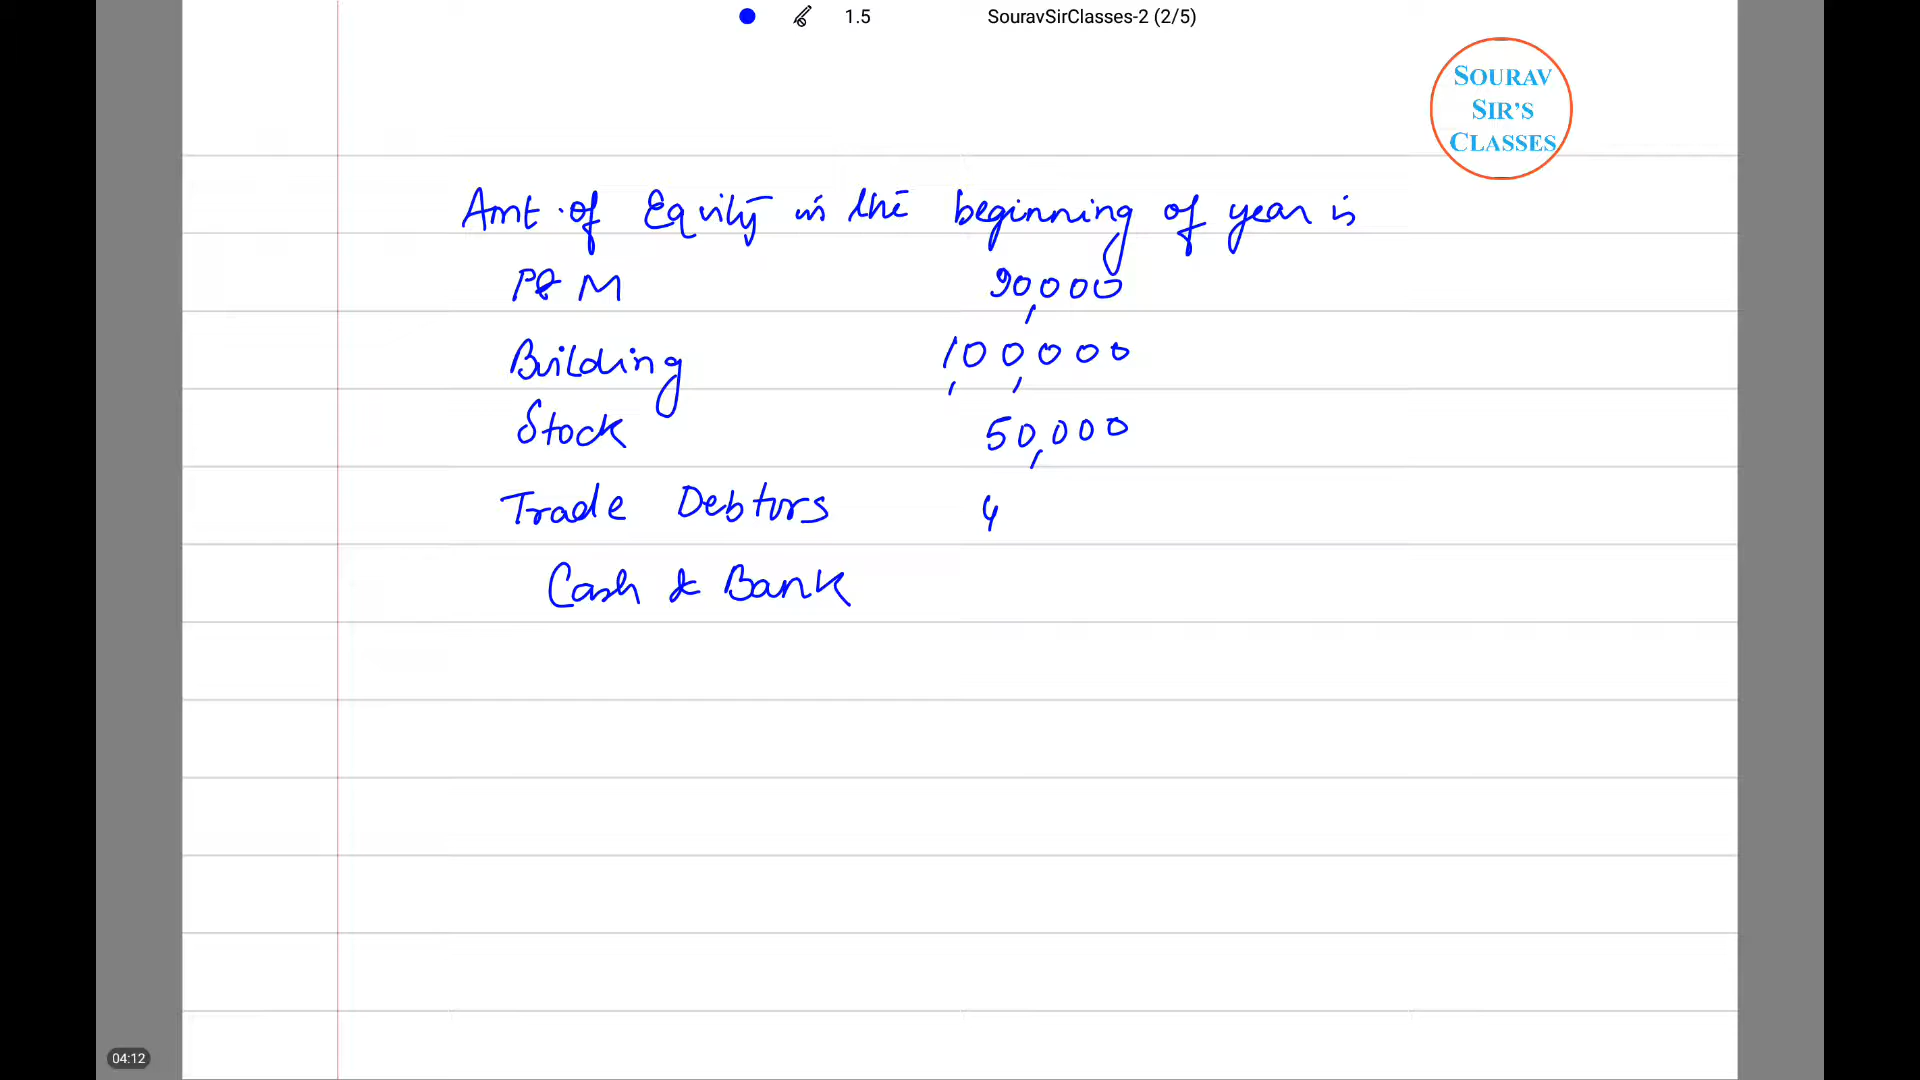 1.5 SouravSirClasses-2 (2/5)
SOURAV
SIR'S
CLASSES
Amt. of Equity in the beginning of year is
P&M 90,000
Building 1,00,000
Stock 50,000
Trade Debtors 4
Cash & Bank
04:12